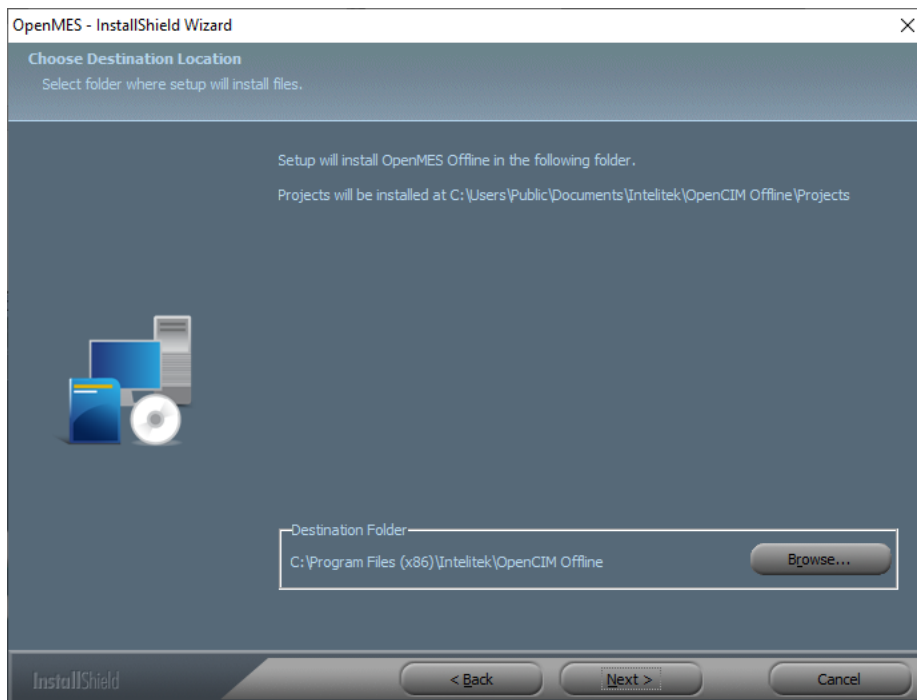 OpenMES - InstallShield Wizard
Choose Destination Location
Select folder where setup will install files.
Setup will install OpenMES Offline in the following folder.
Projects will be installed at C:\Users\Public\Documents\Intelitek\OpenCIM Offline\Projects
Destination Folder
C:\Program Files (x86)\Intelitek\OpenCIM Offline
Browse...
InstallShield
< Back
Next >
Cancel